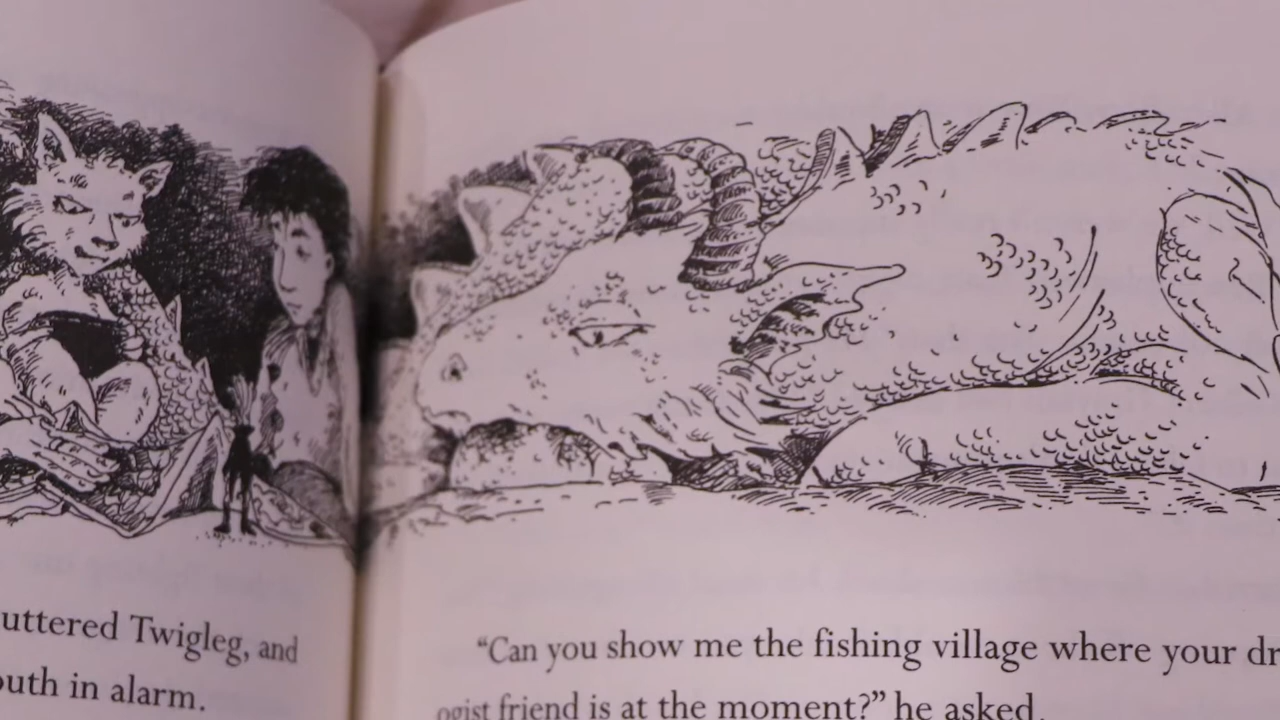 uttered Twigleg, and
outh in alarm.
“Can you show me the fishing village where your dr
ogist friend is at the moment?” he asked.